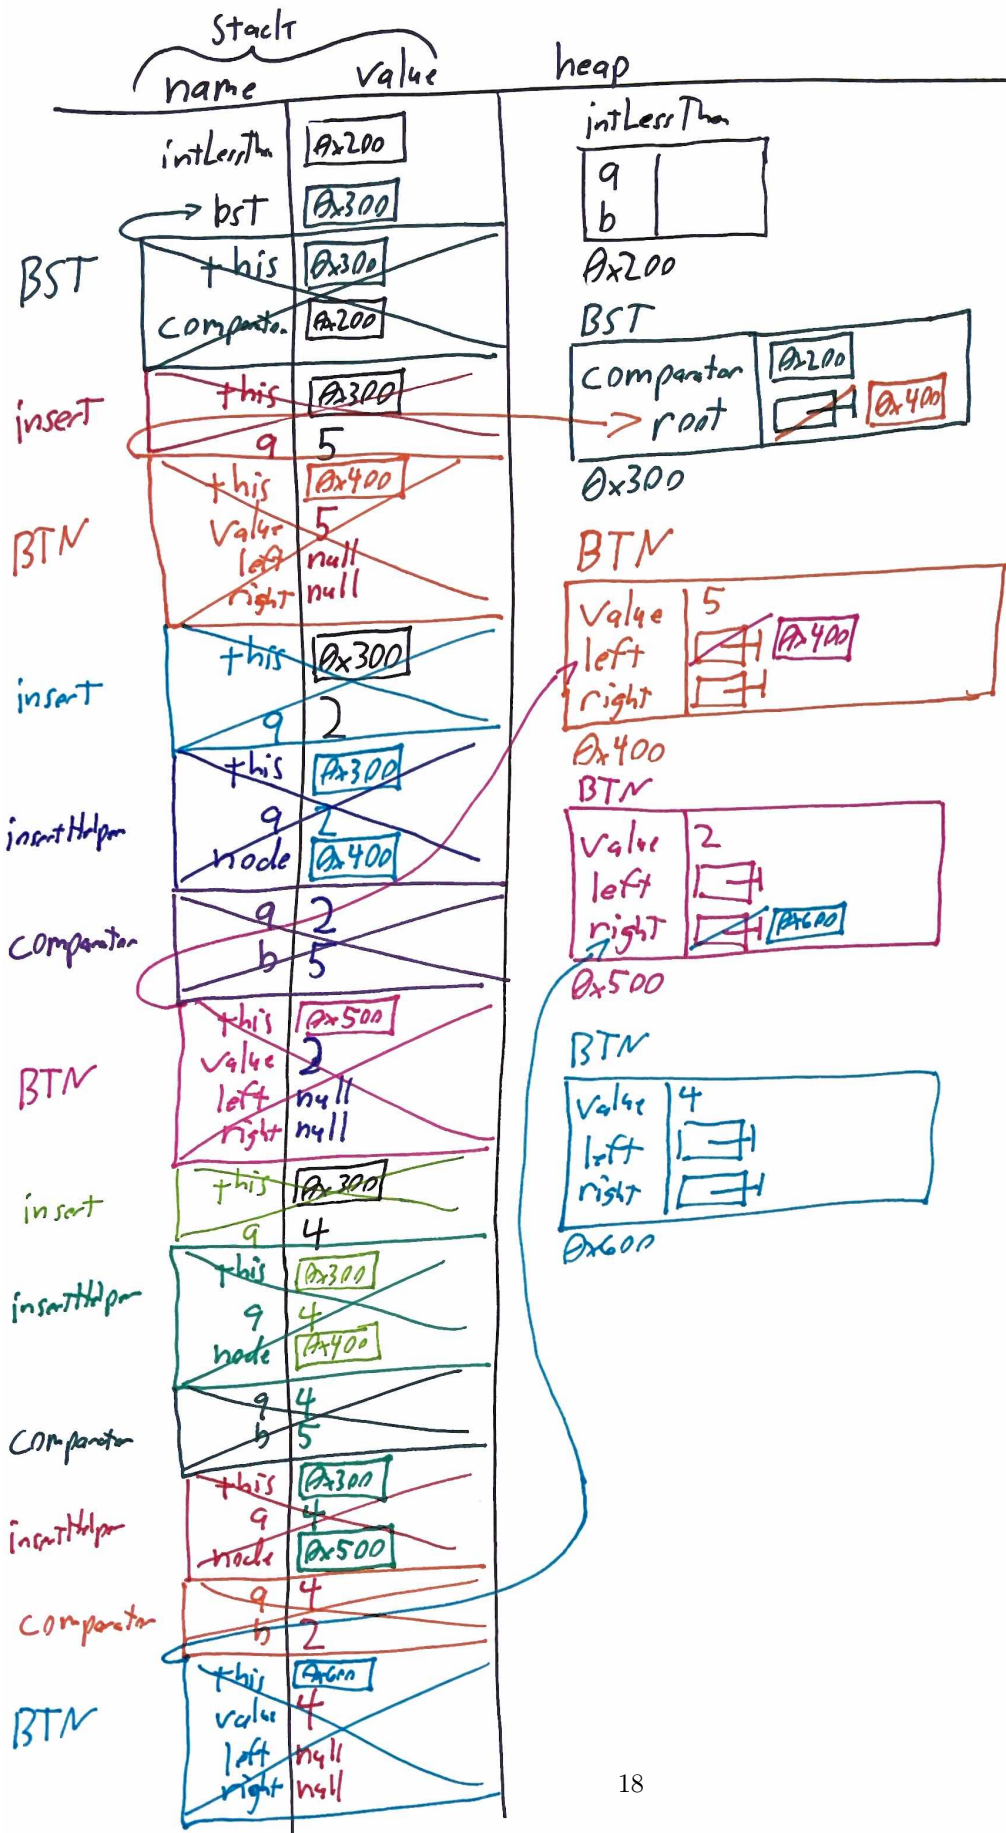 Stack
name value heap
intLessThan 0x200
bst 0x300
BST
this 0x300
comparator 0x200
insert
this 0x300
a 5
BTN
this 0x400
value 5
left null
right null
insert
this 0x300
a 2
insertHelper
this 0x300
a 2
node 0x400
comparator
a 2
b 5
BTN
this 0x500
value 2
left null
right null
insert
this 0x300
a 4
insertHelper
this 0x300
a 4
node 0x400
comparator
a 4
b 5
insertHelper
this 0x300
a 4
node 0x500
comparator
a 4
b 2
BTN
this 0x600
value 4
left null
right null
intLessThan
a
b
0x200
BST
comparator 0x200
root 0x400
0x300
BTN
value 5
left 0x400
right
0x400
BTN
value 2
left
right 0x600
0x500
BTN
value 4
left
right
0x600
18